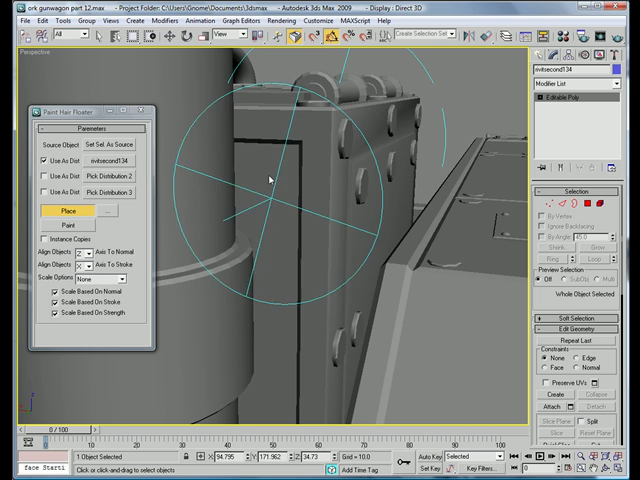 ork gunwagon part 12.max - Project Folder: C:\Users\Gnome\Documents\3dsmax - Autodesk 3ds Max 2009 - Display : Direct 3D
File Edit Tools Group Views Create Modifiers Animation Graph Editors Rendering Customize MAXScript Help
All View Create Selection Set
Perspective
Paint Hair Floater
Parameters
Source Object Set Sel. As Source
Use As Dist rivitsecond134
Use As Dist Pick Distribution 2
Use As Dist Pick Distribution 3
Place ...
Paint
Instance Copies
Align Objects Z Axis To Normal
Align Objects X Axis To Stroke
Scale Options None
Scale Based On Normal
Scale Based On Stroke
Scale Based On Strength
rivitsecond134
Modifier List
Editable Poly
Selection
By Vertex
Ignore Backfacing
By Angle: 45.0
Shrink Grow
Ring Loop
Preview Selection
Off SubObj Multi
Whole Object Selected
Soft Selection
Edit Geometry
Repeat Last
Constraints
None Edge
Face Normal
Preserve UVs
Create Collapse
Attach Detach
Slice Plane Split
Slice Reset Plane
0 / 100
0 10 20 30 40 50 60 70 80 90 100
1 Object Selected X: 94.795 Y: 171.962 Z: 34.73 Grid = 10.0 Auto Key Selected
face Starti Click or click-and-drag to select objects Add Time Tag Set Key Key Filters... 0